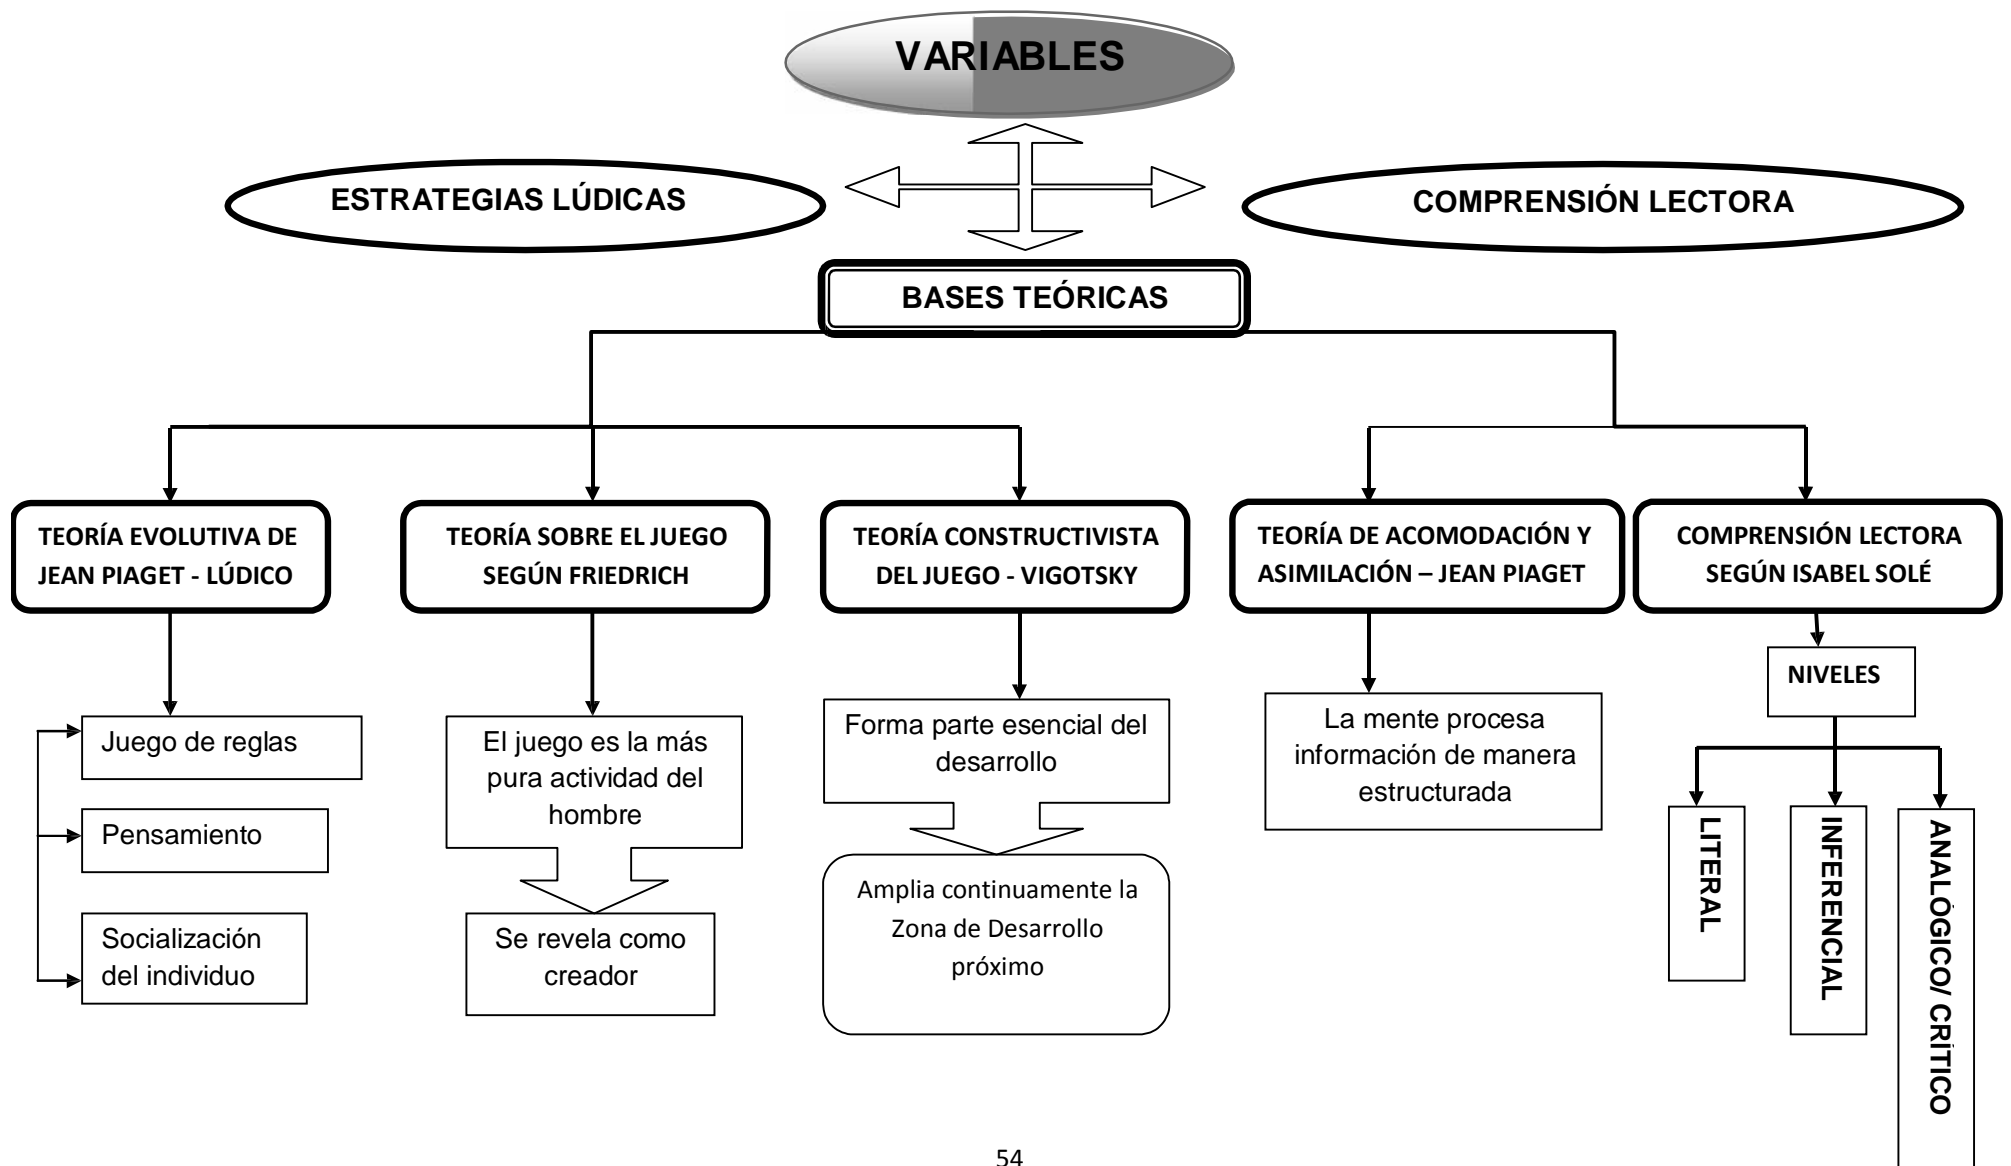 VARIABLES
ESTRATEGIAS LÚDICAS
COMPRENSIÓN LECTORA
BASES TEÓRICAS
TEORÍA EVOLUTIVA DE
JEAN PIAGET - LÚDICO
TEORÍA SOBRE EL JUEGO
SEGÚN FRIEDRICH
TEORÍA CONSTRUCTIVISTA
DEL JUEGO - VIGOTSKY
TEORÍA DE ACOMODACIÓN Y
ASIMILACIÓN – JEAN PIAGET
COMPRENSIÓN LECTORA
SEGÚN ISABEL SOLÉ
Juego de reglas
Pensamiento
Socialización
del individuo
El juego es la más
pura actividad del
hombre
Se revela como
creador
Forma parte esencial del
desarrollo
Amplia continuamente la
Zona de Desarrollo
próximo
La mente procesa
información de manera
estructurada
NIVELES
LITERAL
INFERENCIAL
ANALÓGICO/ CRÍTICO
54